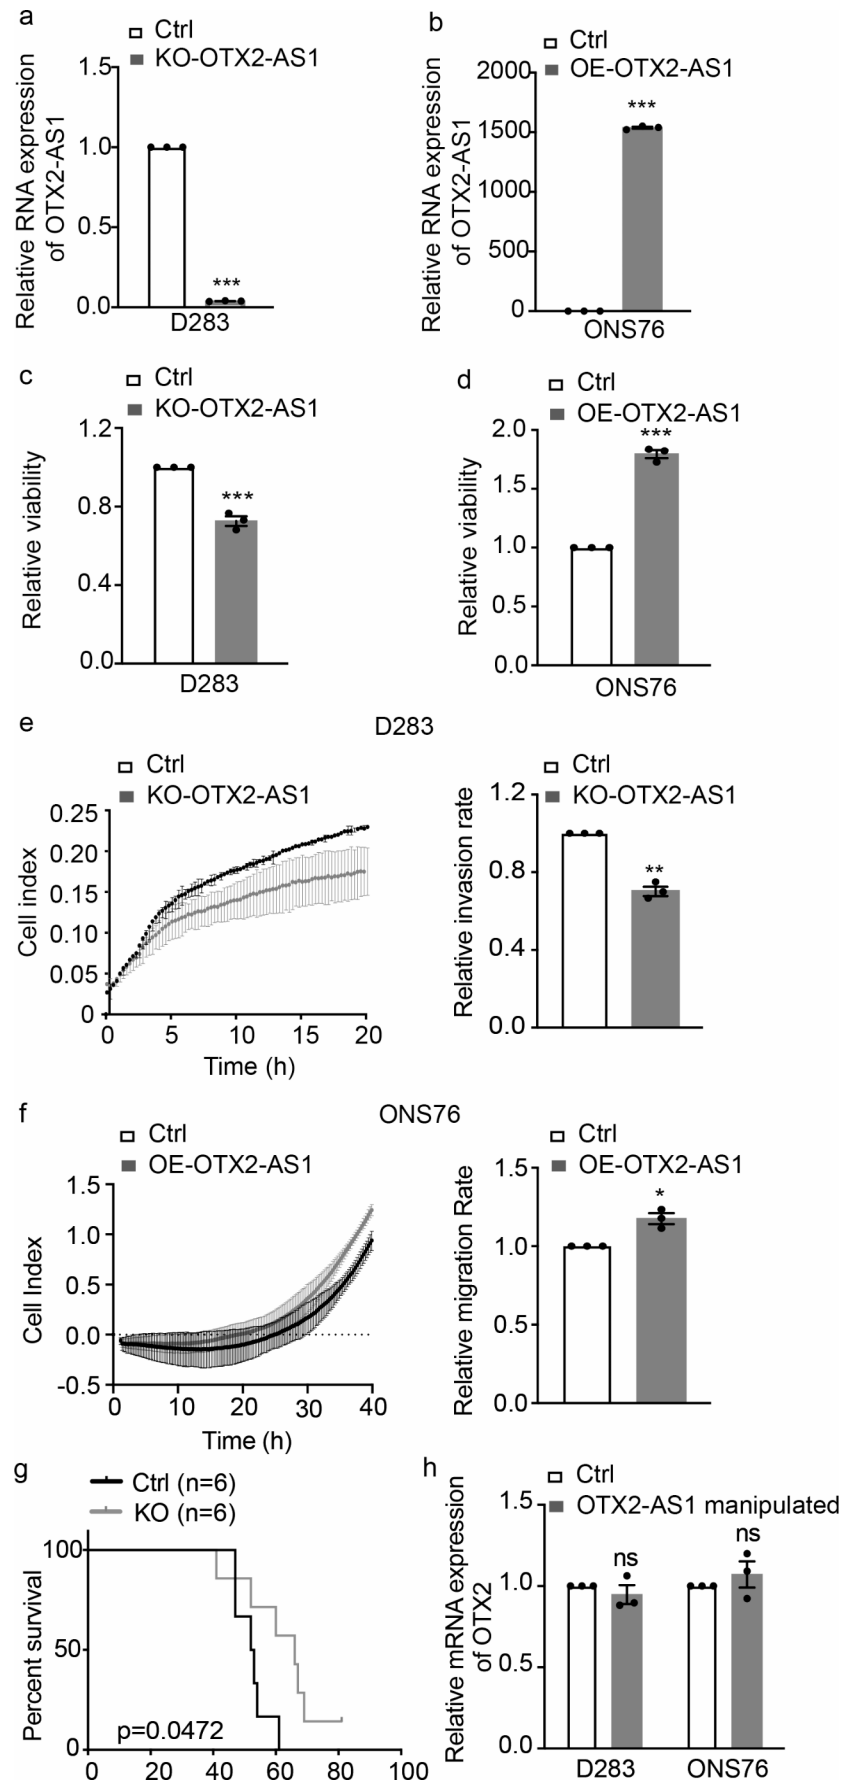 a
Ctrl
KO-OTX2-AS1
Relative RNA expression
of OTX2-AS1
1.5
1.0
0.5
0.0
***
D283
b
Ctrl
OE-OTX2-AS1
Relative RNA expression
of OTX2-AS1
2000
1500
1000
500
0
***
ONS76
c
Ctrl
KO-OTX2-AS1
Relative viability
1.2
0.8
0.4
0.0
***
D283
d
Ctrl
OE-OTX2-AS1
Relative viability
2.0
1.5
1.0
0.5
0.0
***
ONS76
e
D283
Ctrl
KO-OTX2-AS1
Cell index
0.25
0.20
0.15
0.10
0.05
0
0 5 10 15 20
Time (h)
Ctrl
KO-OTX2-AS1
Relative invasion rate
1.2
0.8
0.4
0.0
**
f
ONS76
Ctrl
OE-OTX2-AS1
Cell Index
1.5
1.0
0.5
0.0
-0.5
0 10 20 30 40
Time (h)
Ctrl
OE-OTX2-AS1
Relative migration Rate
1.5
1.0
0.5
0.0
*
g
Ctrl (n=6)
KO (n=6)
Percent survival
100
50
0
p=0.0472
0 20 40 60 80 100
h
Ctrl
OTX2-AS1 manipulated
Relative mRNA expression
of OTX2
1.5
1.0
0.5
0.0
ns
ns
D283 ONS76